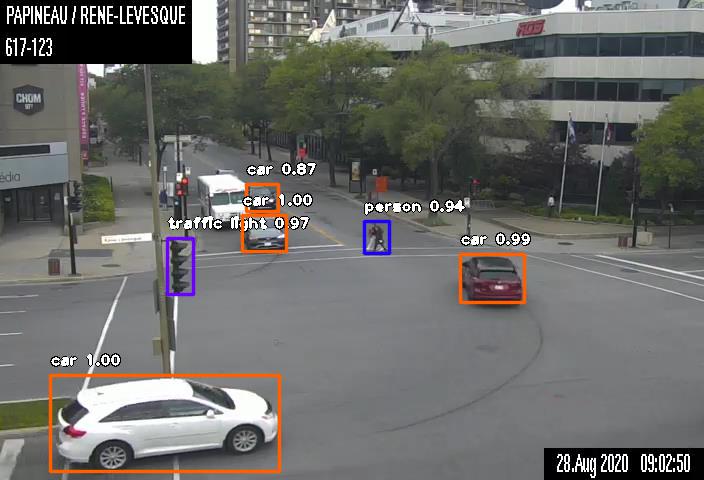 PAPINEAU / RENE-LEVESQUE
617-123
CHOM
car 0.87
car 1.00
traffic light 0.97
person 0.94
car 0.99
car 1.00
28.Aug 2020 09:02:50